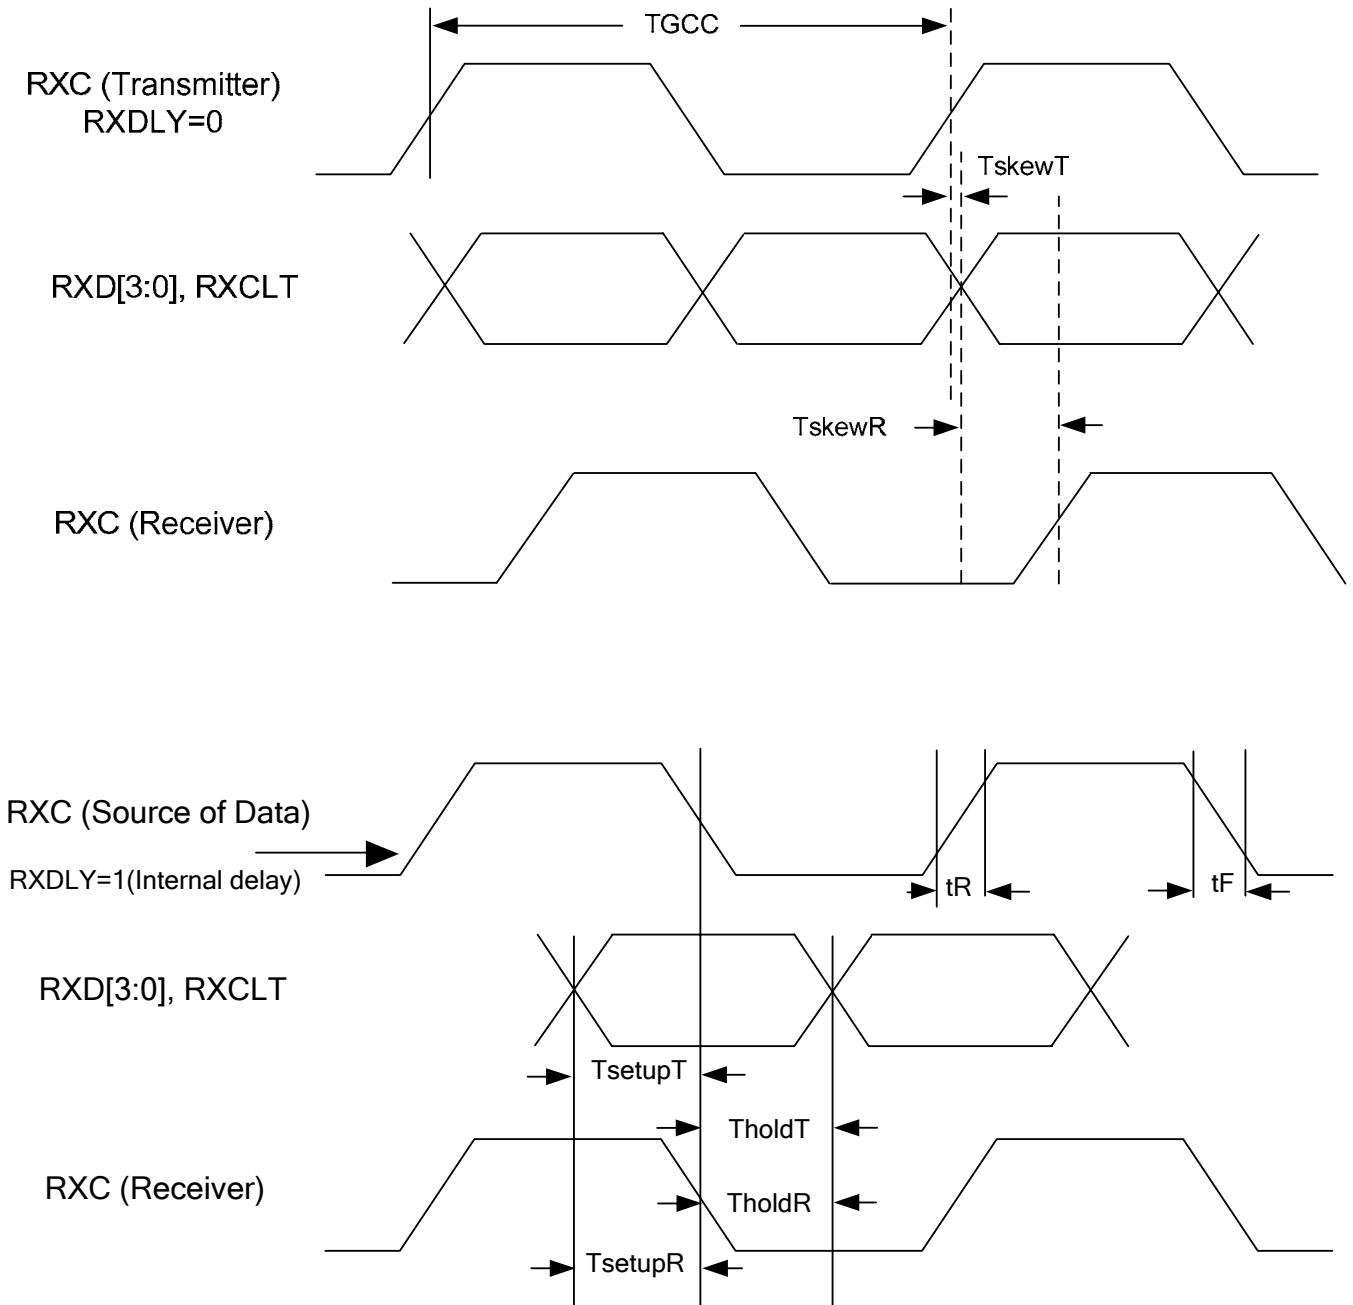 TGCC
RXC (Transmitter)
RXDLY=0
TskewT
RXD[3:0], RXCLT
TskewR
RXC (Receiver)
RXC (Source of Data)
RXDLY=1(Internal delay)
tR
tF
RXD[3:0], RXCLT
TsetupT
TholdT
RXC (Receiver)
TholdR
TsetupR